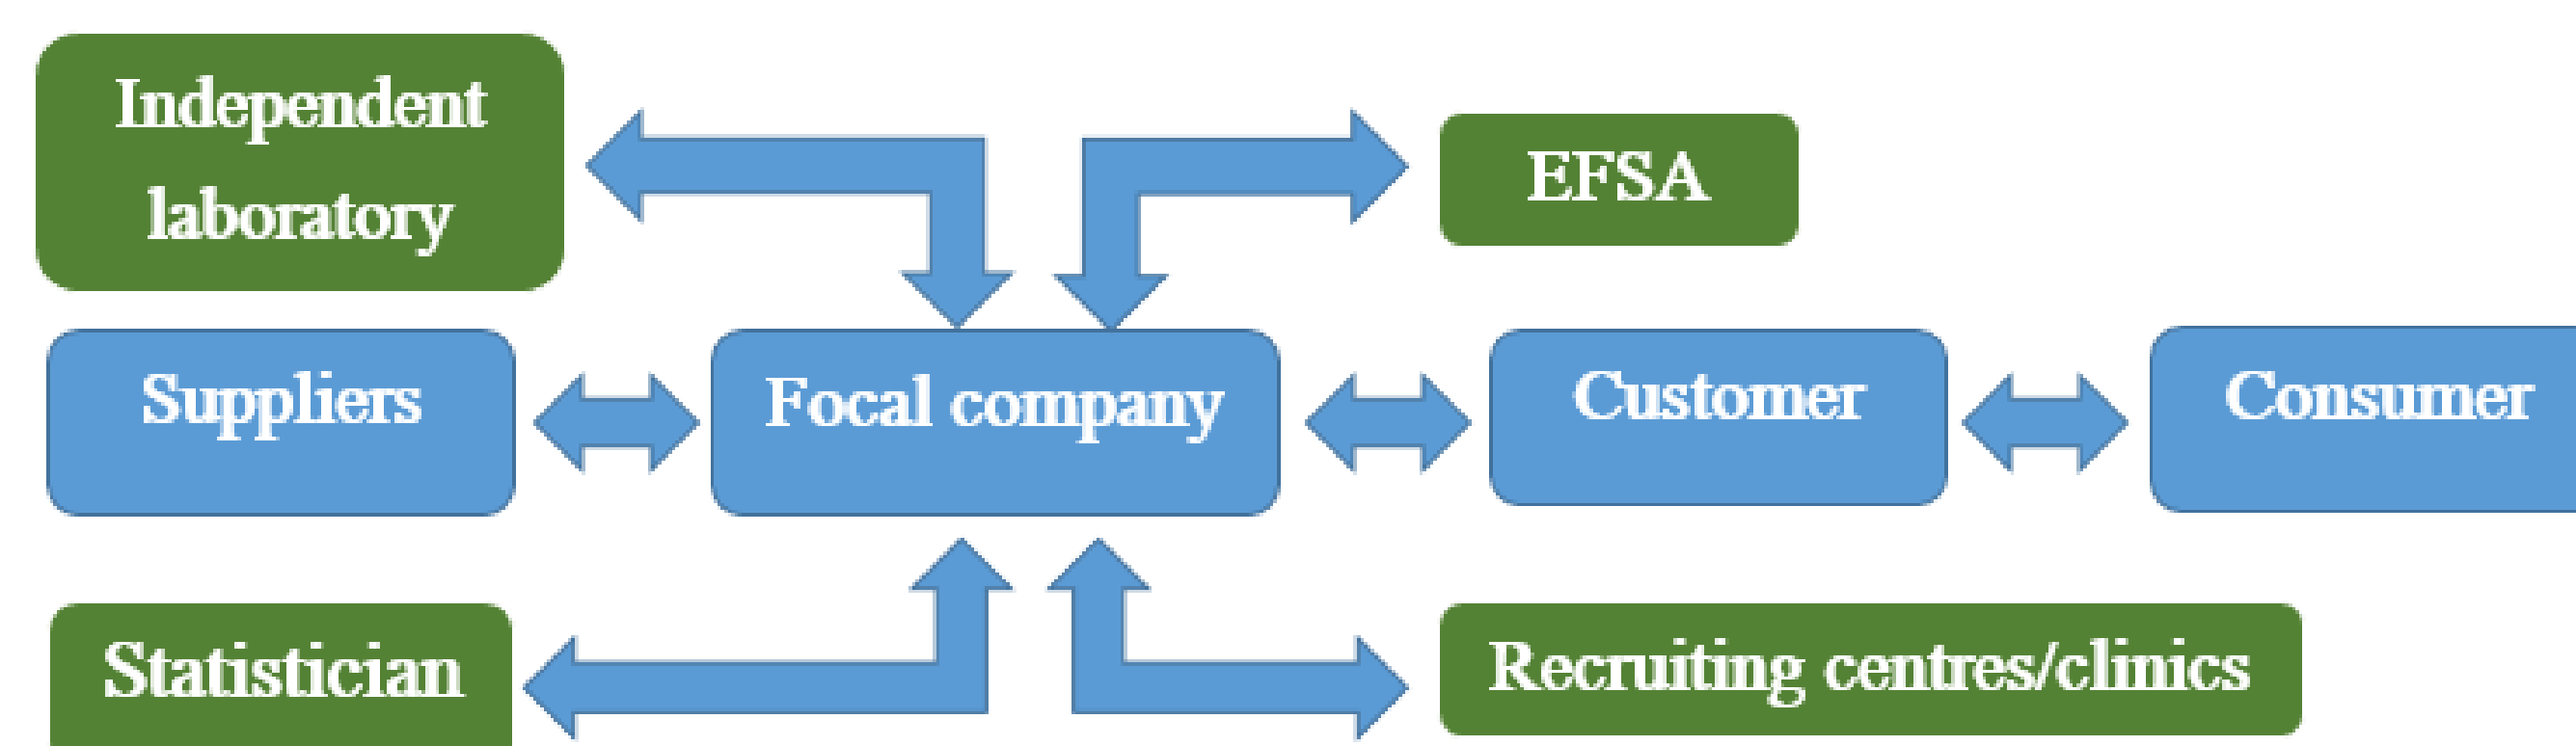 Independent
laboratory
EFSA
Suppliers
Focal company
Customer
Consumer
Statistician
Recruiting centres/clinics